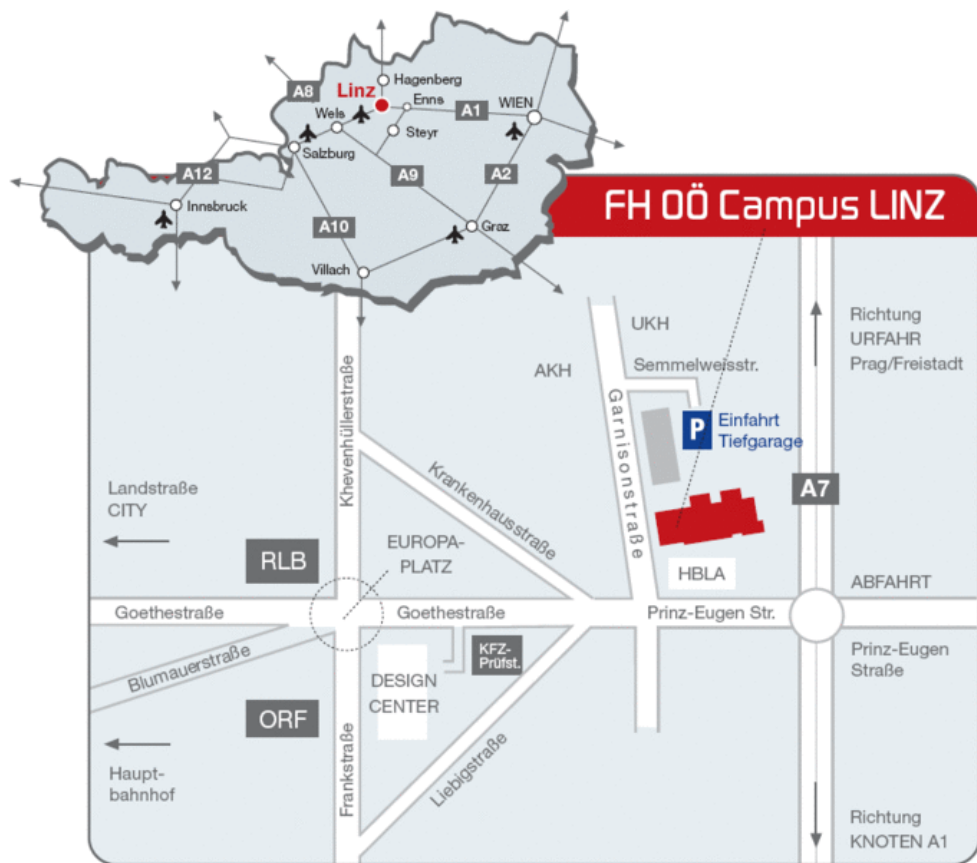 Hagenberg
A8
Linz
Enns
A1
WIEN
Wels
Steyr
Salzburg
A12
A9
A2
Innsbruck
A10
Graz
Villach
FH OÖ Campus LINZ
UKH
Richtung
URFAHR
Prag/Freistadt
AKH
Semmelweisstr.
Khevenhüllerstraße
Garnisonstraße
P
Einfahrt
Tiefgarage
Krankenhausstraße
Landstraße
CITY
A7
EUROPA-
PLATZ
RLB
HBLA
ABFAHRT
Goethestraße
Goethestraße
Prinz-Eugen Str.
Blumauerstraße
KFZ-
Prüfst.
Prinz-Eugen
Straße
DESIGN
CENTER
ORF
Frankstraße
Liebigstraße
Haupt-
bahnhof
Richtung
KNOTEN A1